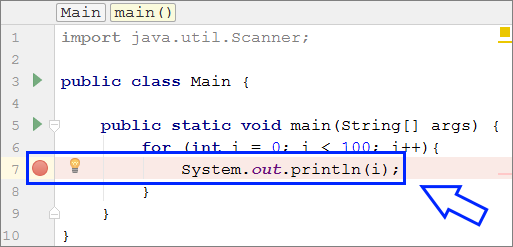 Main main()
1 import java.util.Scanner;
2
3 public class Main {
4
5 public static void main(String[] args) {
6 for (int i = 0; i < 100; i++){
7 System.out.println(i);
8 }
9 }
10 }